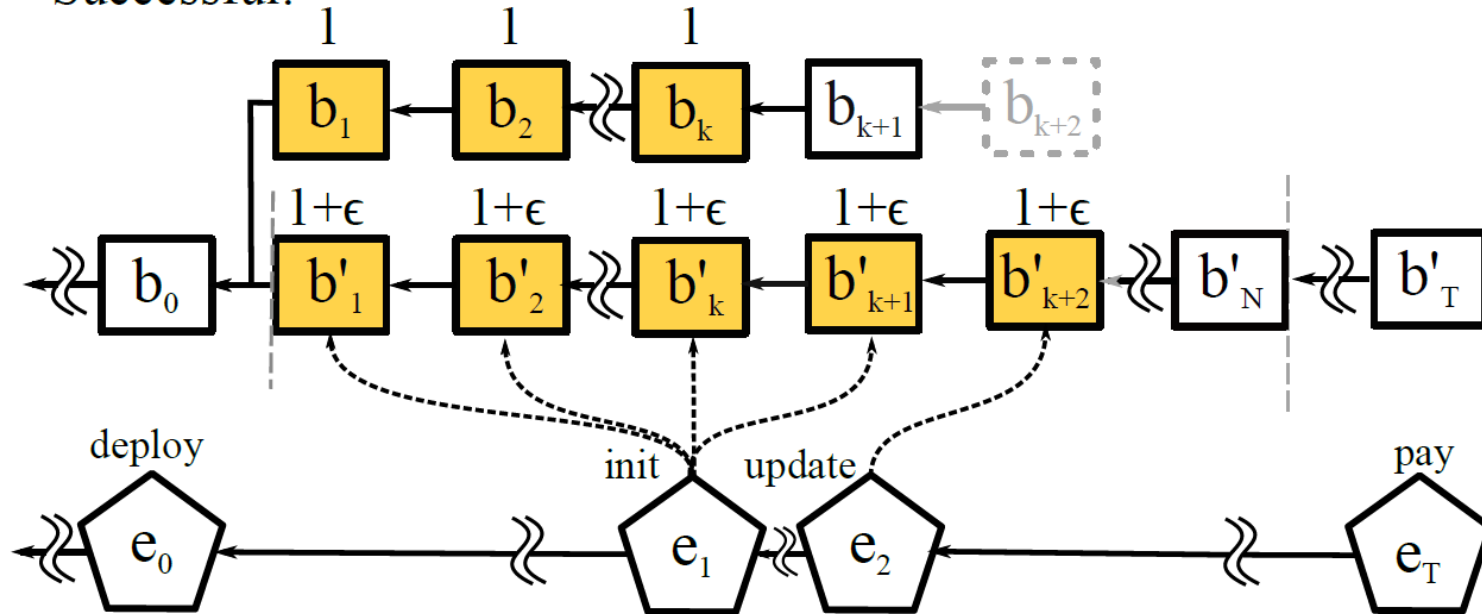 Successful:
1 1 1
b1 b2 bk bk+1 bk+2
1+ϵ 1+ϵ 1+ϵ 1+ϵ 1+ϵ
b0 b'1 b'2 b'k b'k+1 b'k+2 b'N b'T
deploy init update pay
e0 e1 e2 eT